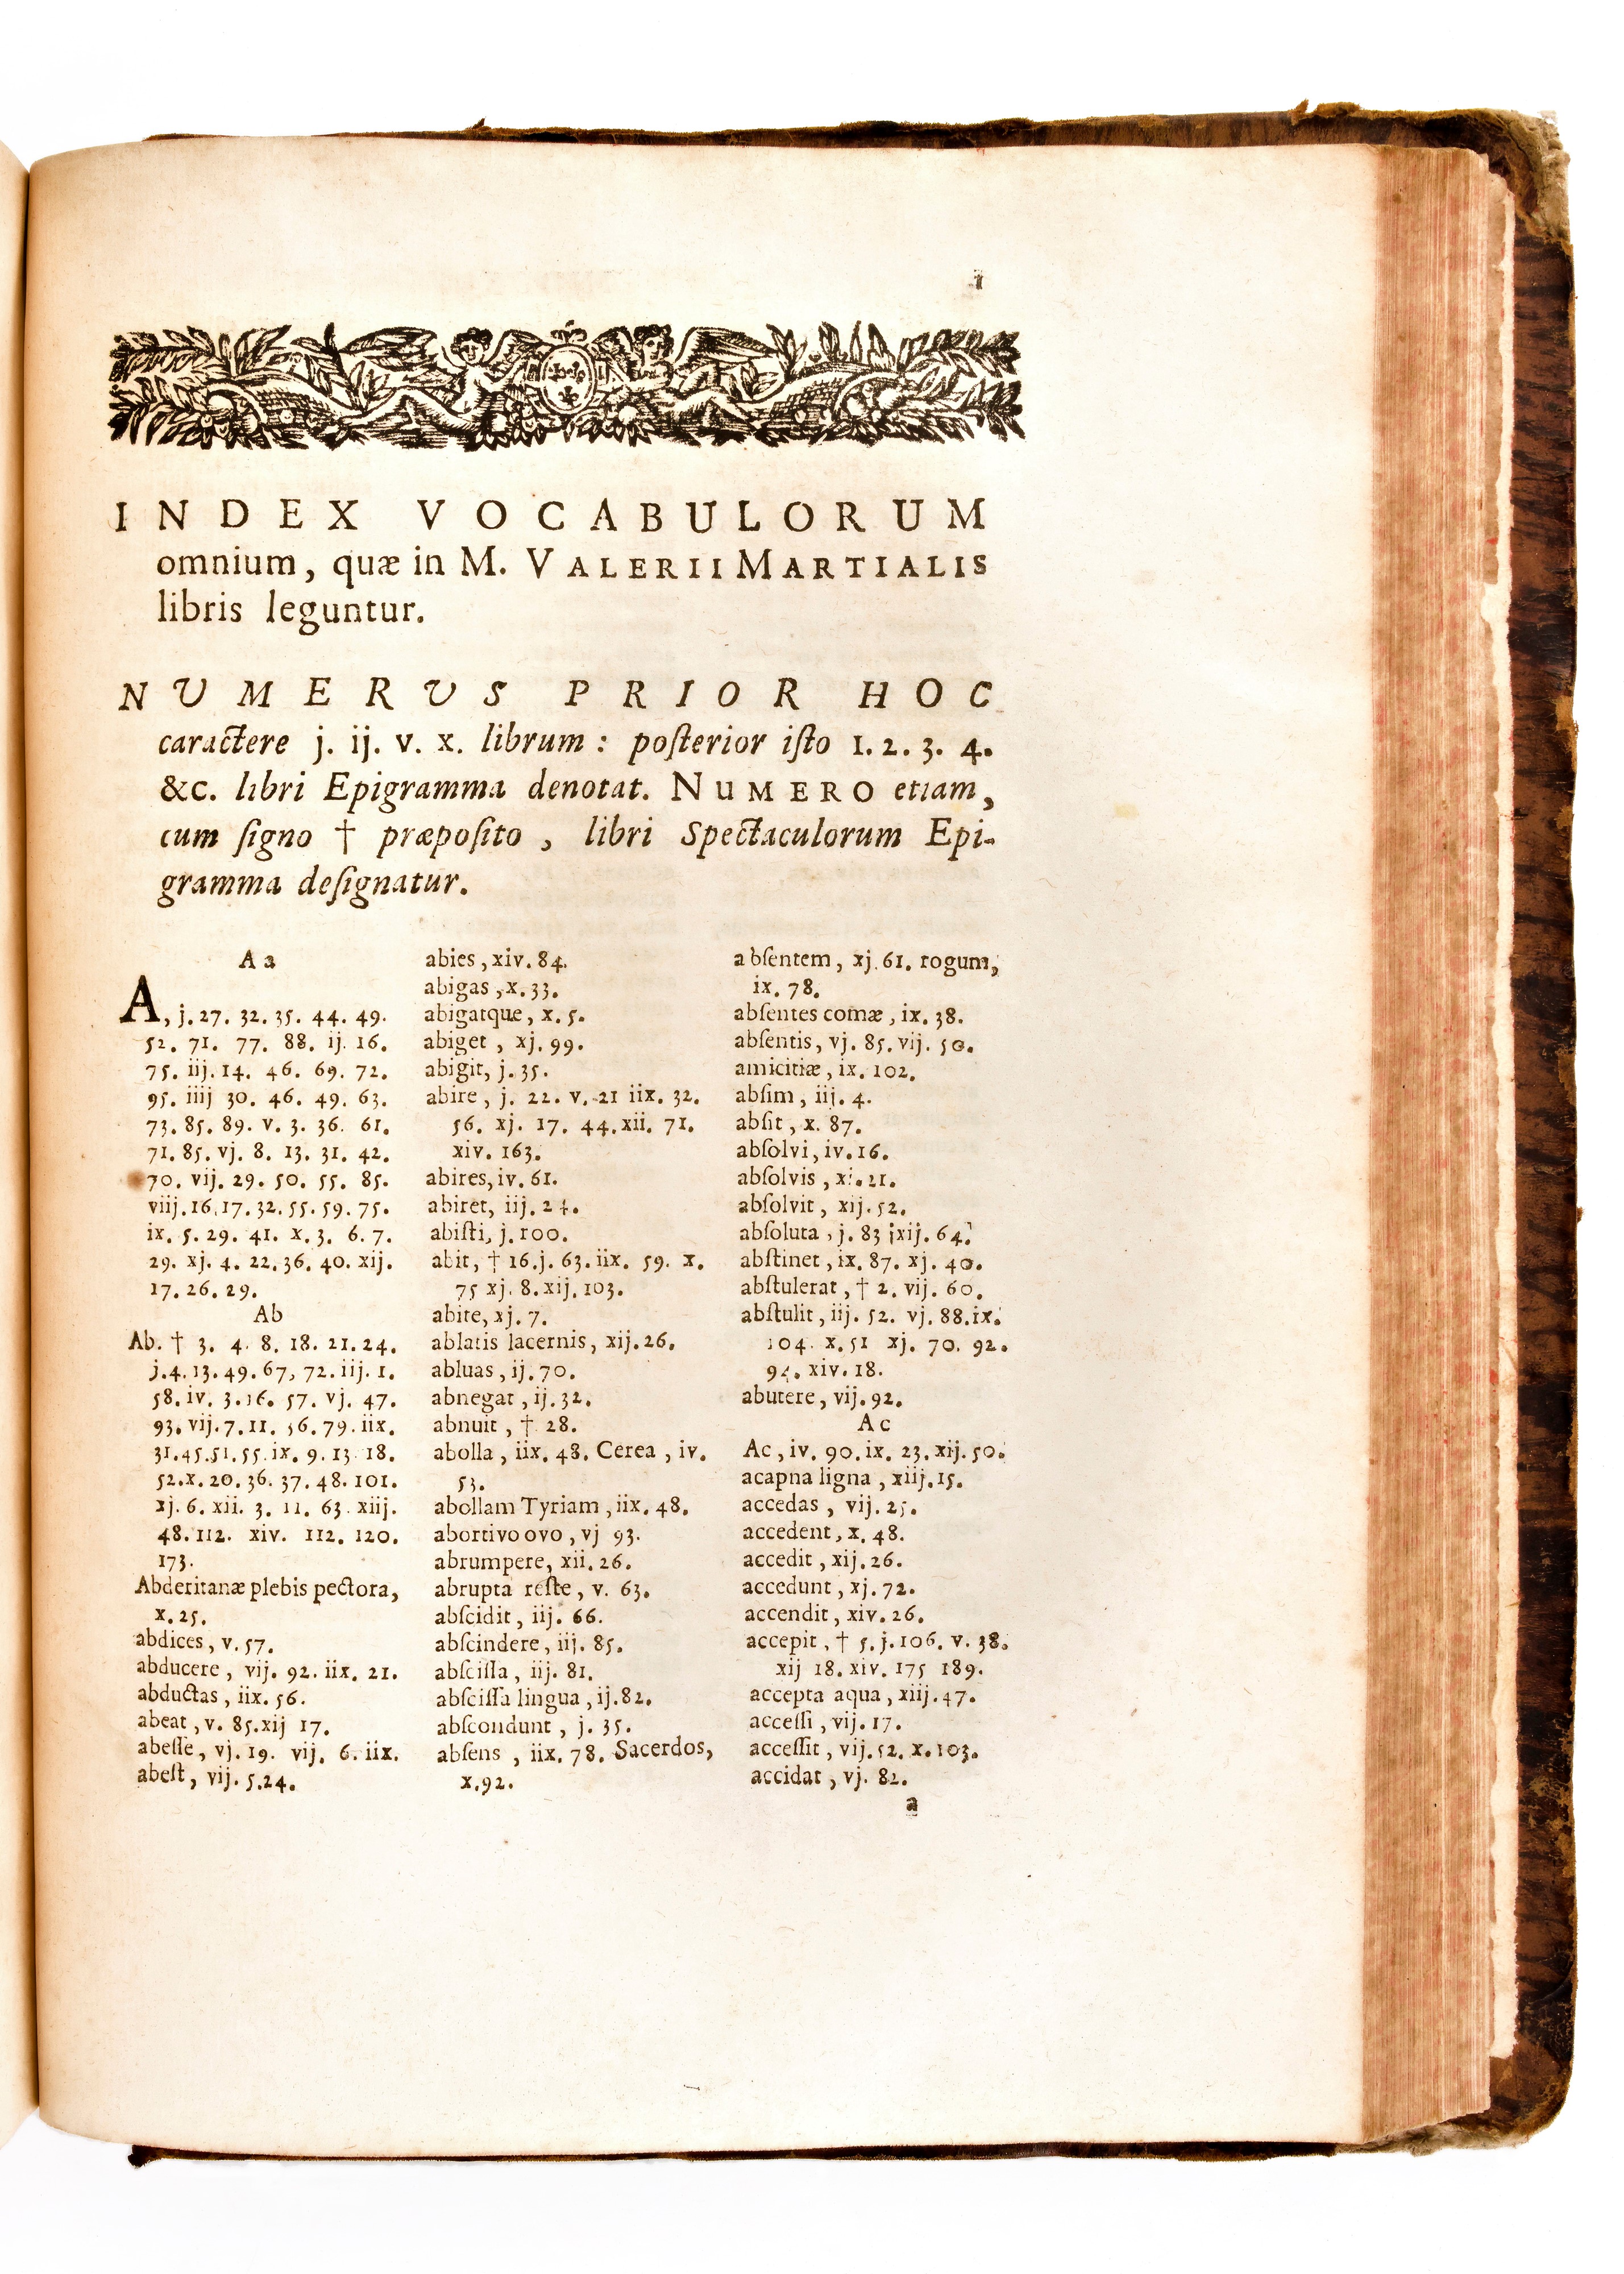 1
INDEX VOCABULORUM
omnium, quæ in M. VALERII MARTIALIS
libris leguntur.
NUMERUS PRIOR HOC
caractere j. ij. v. x. librum : poſterior iſto 1. 2. 3. 4.
&c. libri Epigramma denotat. NUMERO etiam,
cum ſigno † præpoſito , libri Spectaculorum Epi-
gramma deſignatur.
A a
A, j. 27. 32. 35. 44. 49.
52. 71. 77. 88. ij. 16.
75. iij. 14. 46. 69. 72.
95. iiij 30. 46. 49. 63.
73. 85. 89. v. 3. 36. 61.
71. 85. vj. 8. 13. 31. 42.
70. vij. 29. 50. 55. 85.
viij. 16. 17. 32. 55. 59. 75.
ix. 5. 29. 41. x. 3. 6. 7.
29. xj. 4. 22. 36. 40. xij.
17. 26. 29.
Ab
Ab. † 3. 4. 8. 18. 21. 24.
j. 4. 13. 49. 67, 72. iij. 1.
58. iv. 3. 16. 57. vj. 47.
93. vij. 7. 11. 56. 79. iix.
31. 45. 51. 55. ix. 9. 13 18.
52. x. 20. 36. 37. 48. 101.
xj. 6. xii. 3. 11. 63. xiij.
48. 112. xiv. 112. 120.
173.
Abderitanæ plebis pectora,
x. 25.
abdices, v. 57.
abducere, vij. 92. iix. 21.
abductas, iix. 56.
abeat, v. 85. xij 17.
abeſſe, vj. 19. vij. 6. iix.
abeſt, vij. 5. 24.
abies, xiv. 84.
abigas, x. 33.
abigatque, x. 5.
abiget, xj. 99.
abigit, j. 35.
abire, j. 22. v. 21 iix. 32.
56. xj. 17. 44. xii. 71.
xiv. 163.
abires, iv. 61.
abiret, iij. 24.
abiſti, j. 100.
abit, † 16. j. 63. iix. 59. x.
75 xj. 8. xij. 103.
abite, xj. 7.
ablatis lacernis, xij. 26.
abluas, ij. 70.
abnegat, ij. 32.
abnuit, † 28.
abolla, iix. 48. Cerea, iv.
53.
abollam Tyriam, iix. 48.
abortivo ovo, vj 93.
abrumpere, xii. 26.
abrupta reſte, v. 63.
abſcidit, iij. 66.
abſcindere, iij. 85.
abſciſſa, iij. 81.
abſciſſa lingua, ij. 82.
abſcondunt, j. 35.
abſens, iix. 78. Sacerdos,
x. 92.
abſentem, xj. 61. rogum,
ix. 78.
abſentes comæ, ix. 38.
abſentis, vj. 85. vij. 50.
amicitiæ, ix. 102.
abſim, iij. 4.
abſit, x. 87.
abſolvi, iv. 16.
abſolvis, xi. 21.
abſolvit, xij. 52.
abſoluta, j. 83 xij. 64.
abſtinet, ix. 87. xj. 40.
abſtulerat, † 2. vij. 60.
abſtulit, iij. 52. vj. 88. ix.
104. x. 51 xj. 70. 92.
xiv. 18.
abutere, vij. 92.
Ac
Ac, iv. 90. ix. 23. xij. 50.
acapna ligna, xiij. 15.
accedas, vij. 25.
accedent, x. 48.
accedit, xij. 26.
accedunt, xj. 72.
accendit, xiv. 26.
accepit, † 5. j. 106. v. 38.
xij 18. xiv. 175 189.
accepta aqua, xiij. 47.
acceſſi, vij. 17.
acceſſit, vij. 52. x. 103.
accidat, vj. 82.
a